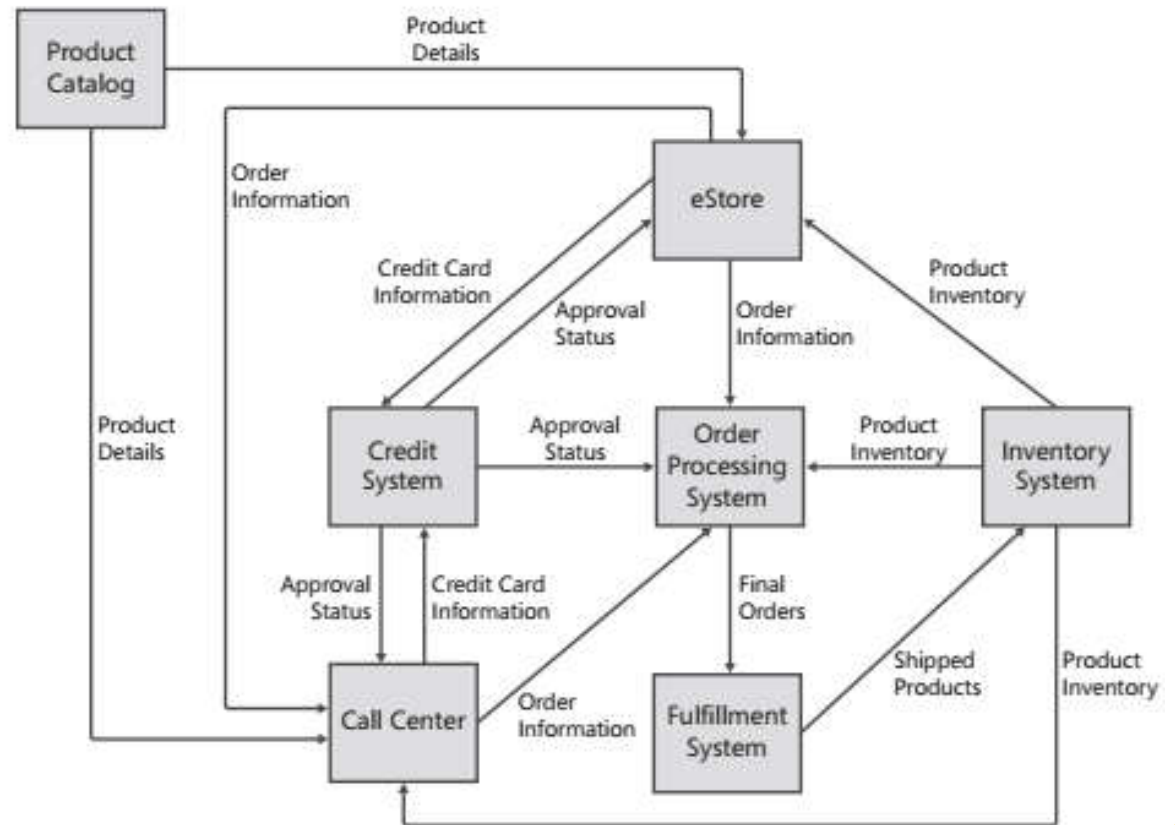 Product
Details
Product
Catalog
Order
Information
eStore
Credit Card
Information
Approval
Status
Order
Information
Product
Inventory
Product
Details
Credit
System
Approval
Status
Order
Processing
System
Product
Inventory
Inventory
System
Approval
Status
Credit Card
Information
Final
Orders
Shipped
Products
Product
Inventory
Call Center
Order
Information
Fulfillment
System